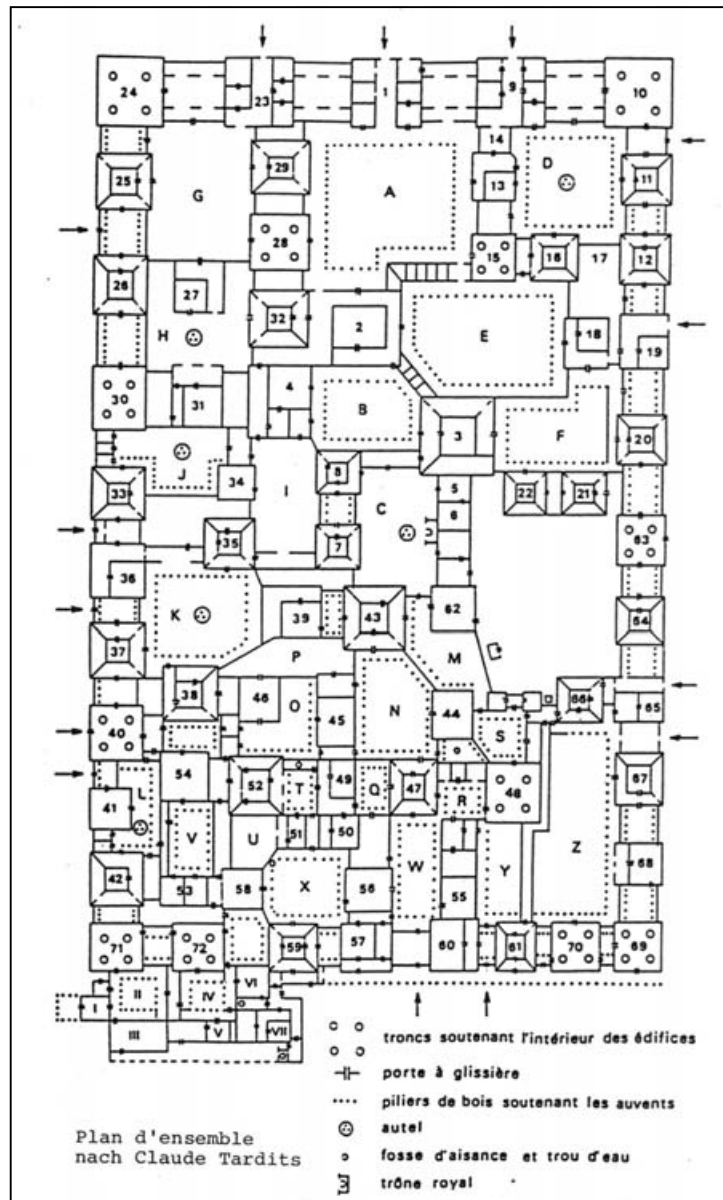 24
23
1
9
10
14
29
D
13
11
25
G
A
28
15
16
17
12
26
27
32
2
E
18
19
H
4
30
31
B
3
F
20
J
8
5
33
34
I
C
6
22
21
35
7
63
36
39
43
62
64
K
37
P
M
38
46
O
N
66
40
45
44
S
65
54
52
T
49
Q
47
R
48
67
41
L
V
U
51
50
W
Y
Z
42
53
58
X
56
55
68
71
72
59
57
60
61
70
69
VI
I
II
IV
III
V
VII
troncs soutenant l'intérieur des édifices
porte à glissière
piliers de bois soutenant les auvents
autel
fosse d'aisance et trou d'eau
trône royal
Plan d'ensemble
nach Claude Tardits